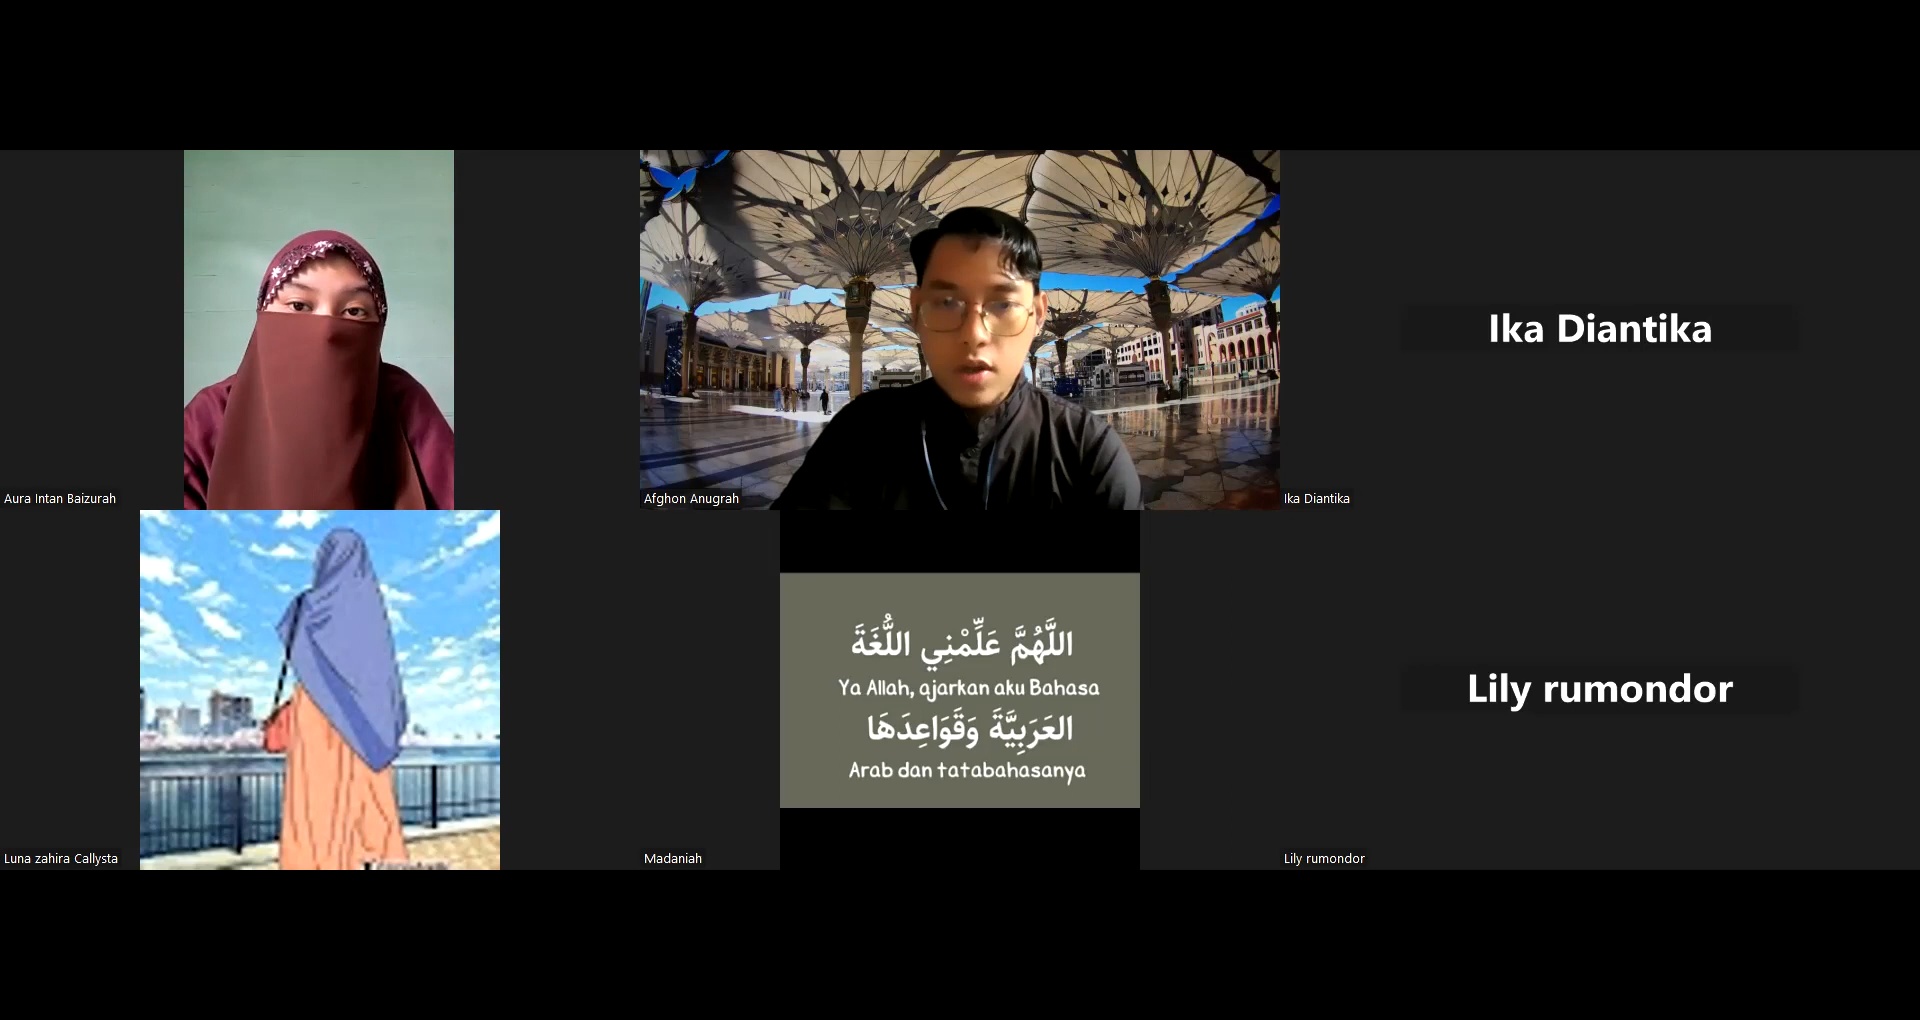 Ika Diantika
Aura Intan Baizurah
Afghon Anugrah
Ika Diantika
اللَّهُمَّ عَلِّمْنِي اللُّغَةَ
Ya Allah, ajarkan aku Bahasa
العَرَبِيَّةَ وَقَوَاعِدَهَا
Arab dan tatabahasanya
Lily rumondor
Luna zahira Callysta
Madaniah
Lily rumondor